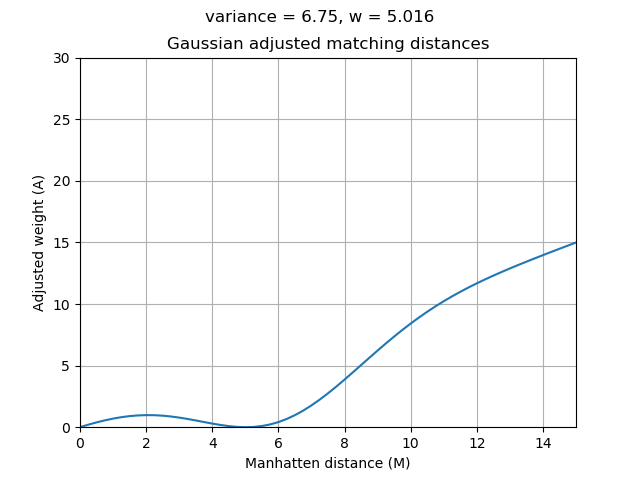 variance = 6.75, w = 5.016
Gaussian adjusted matching distances
30
25
20
15
10
5
0
Adjusted weight (A)
0 2 4 6 8 10 12 14
Manhatten distance (M)